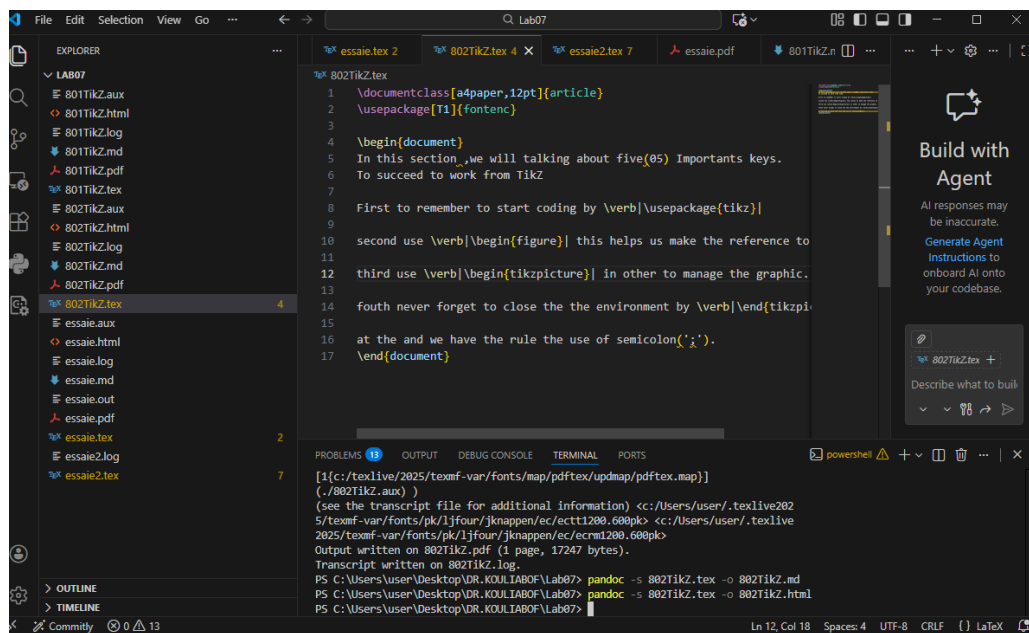 File Edit Selection View Go ··· Lab07
EXPLORER ···
LAB07
801TikZ.aux
801TikZ.html
801TikZ.log
801TikZ.md
801TikZ.pdf
801TikZ.tex
802TikZ.aux
802TikZ.html
802TikZ.log
802TikZ.md
802TikZ.pdf
802TikZ.tex 4
essaie.aux
essaie.html
essaie.log
essaie.md
essaie.out
essaie.pdf
essaie.tex 2
essaie2.log
essaie2.tex 7
OUTLINE
TIMELINE
essaie.tex 2 802TikZ.tex 4 essaie2.tex 7 essaie.pdf 801TikZ.n ···
802TikZ.tex
1 \documentclass[a4paper,12pt]{article}
2 \usepackage[T1]{fontenc}
3
4 \begin{document}
5 In this section ,we will talking about five(05) Importants keys.
6 To succeed to work from TikZ
7
8 First to remember to start coding by \verb|\usepackage{tikz}|
9
10 second use \verb|\begin{figure}| this helps us make the reference to
11
12 third use \verb|\begin{tikzpicture}| in other to manage the graphic.
13
14 fouth never forget to close the the environment by \verb|\end{tikzpi
15
16 at the and we have the rule the use of semicolon(';').
17 \end{document}
PROBLEMS 13 OUTPUT DEBUG CONSOLE TERMINAL PORTS powershell
[1{c:/texlive/2025/texmf-var/fonts/map/pdftex/updmap/pdftex.map}]
(./802TikZ.aux) )
(see the transcript file for additional information) <c:/Users/user/.texlive202
5/texmf-var/fonts/pk/ljfour/jknappen/ec/ectt1200.600pk> <c:/Users/user/.texlive
2025/texmf-var/fonts/pk/ljfour/jknappen/ec/ecrm1200.600pk>
Output written on 802TikZ.pdf (1 page, 17247 bytes).
Transcript written on 802TikZ.log.
PS C:\Users\user\Desktop\DR.KOULIABOF\Lab07> pandoc -s 802TikZ.tex -o 802TikZ.md
PS C:\Users\user\Desktop\DR.KOULIABOF\Lab07> pandoc -s 802TikZ.tex -o 802TikZ.html
PS C:\Users\user\Desktop\DR.KOULIABOF\Lab07>
Build with
Agent
AI responses may
be inaccurate.
Generate Agent
Instructions to
onboard AI onto
your codebase.
802TikZ.tex +
Describe what to buil
Commitly 0 13 Ln 12, Col 18 Spaces: 4 UTF-8 CRLF {} LaTeX